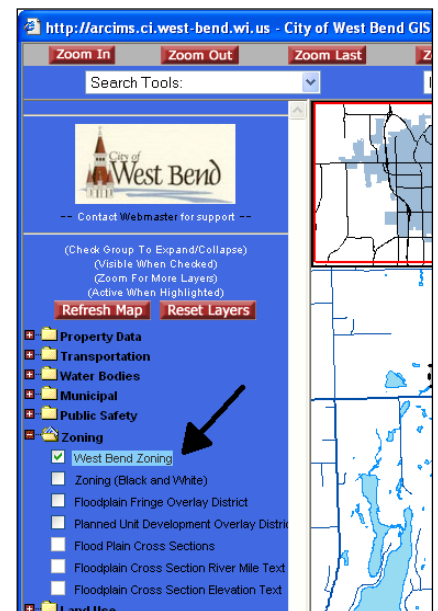 http://arcims.ci.west-bend.wi.us - City of West Bend GIS
Zoom In Zoom Out Zoom Last
Search Tools:
City of
West Bend
-- Contact Webmaster for support --
(Check Group To Expand/Collapse)
(Visible When Checked)
(Zoom For More Layers)
(Active When Highlighted)
Refresh Map Reset Layers
Property Data
Transportation
Water Bodies
Municipal
Public Safety
Zoning
West Bend Zoning
Zoning (Black and White)
Floodplain Fringe Overlay District
Planned Unit Development Overlay Distric
Flood Plain Cross Sections
Floodplain Cross Section River Mile Text
Floodplain Cross Section Elevation Text
Land Use